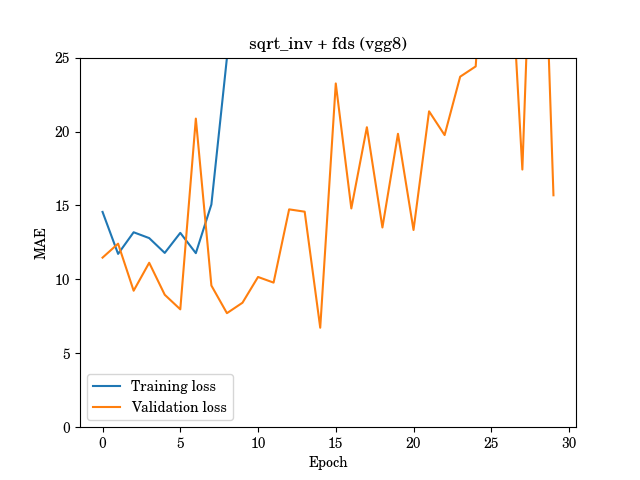 sqrt_inv + fds (vgg8)
25
20
15
10
5
0
MAE
Training loss
Validation loss
0 5 10 15 20 25 30
Epoch